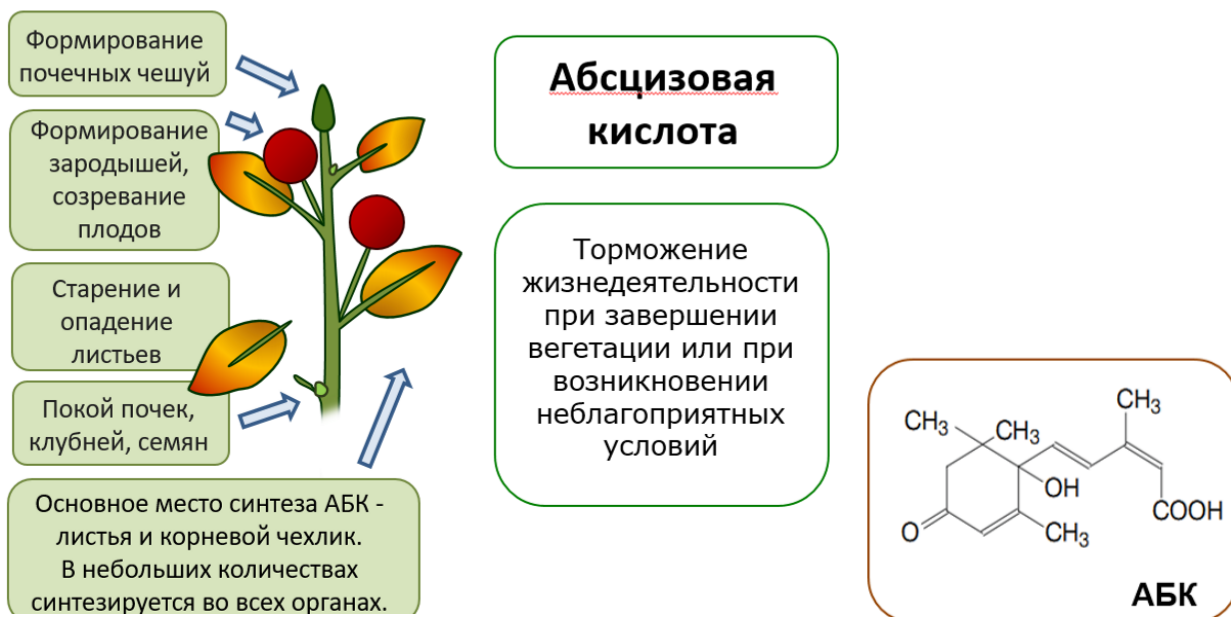 Формирование
почечных чешуй
Формирование
зародышей,
созревание
плодов
Старение и
опадение
листьев
Покой почек,
клубней, семян
Основное место синтеза АБК -
листья и корневой чехлик.
В небольших количествах
синтезируется во всех органах.
Абсцизовая
кислота
Торможение
жизнедеятельности
при завершении
вегетации или при
возникновении
неблагоприятных
условий
CH₃
CH₃
CH₃
OH
COOH
O
CH₃
АБК